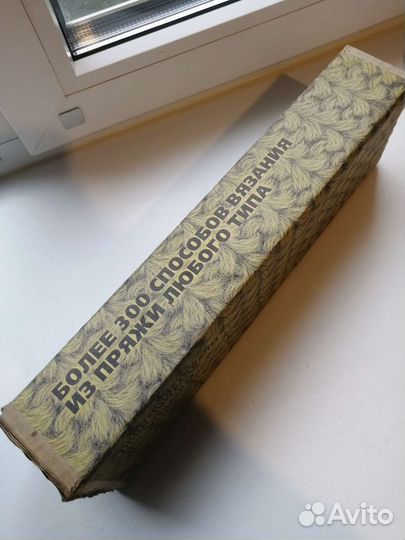 БОЛЕЕ 300 СПОСОБОВ ВЯЗАНИЯ
ИЗ ПРЯЖИ ЛЮБОГО ТИПА
Avito